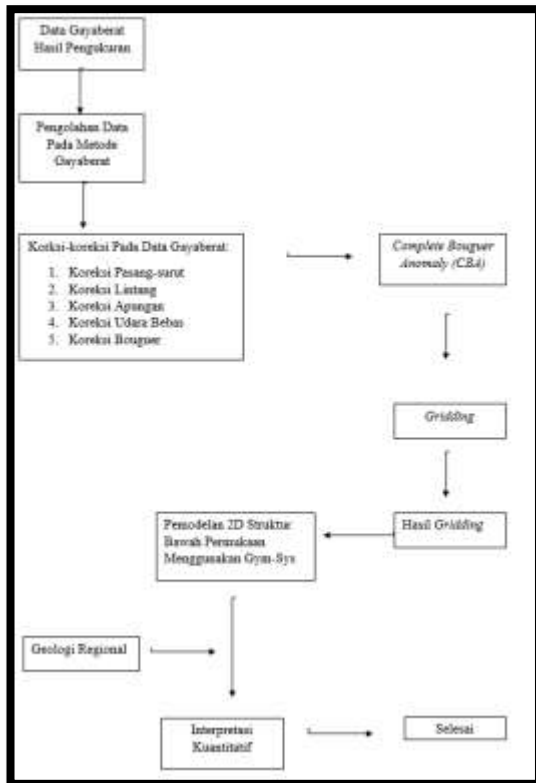 Data Gayaberat
Hasil Pengukuran
Pengolahan Data
Pada Metode
Gayaberat
Korksi-koreksi Pada Data Gayaberat:
1. Koreksi Pasang-surut
2. Koreksi Lintang
3. Koreksi Apungan
4. Koreksi Udara Bebas
5. Koreksi Bouguer
Complete Bouguer
Anomaly (CBA)
Gridding
Hasil Gridding
Pemodelan 2D Struktur
Bawah Permukaan
Menggunakan Gym-Sys
Geologi Regional
Interpretasi
Kuantitatif
Selesai